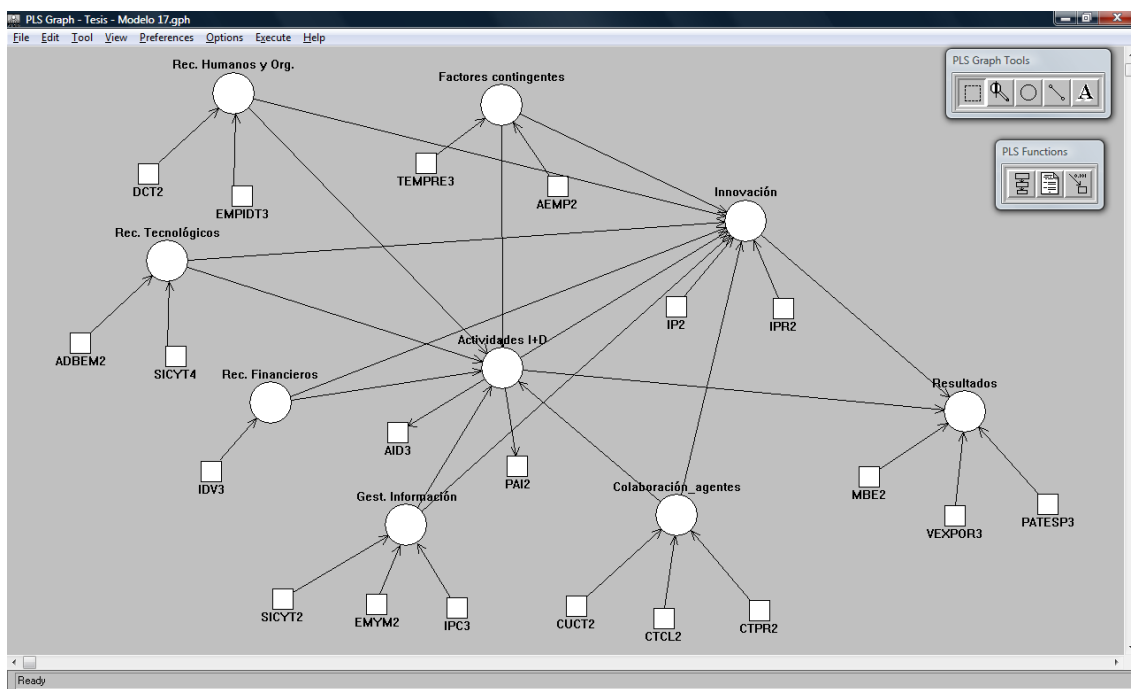 PLS Graph - Tesis - Modelo 17.gph
File Edit Tool View Preferences Options Execute Help
Rec. Humanos y Org.
Factores contingentes
PLS Graph Tools
A
PLS Functions
DCT2
EMPIDT3
TEMPRE3
AEMP2
Innovación
Rec. Tecnológicos
IP2
IPR2
ADBEM2
SICYT4
Actividades I+D
Rec. Financieros
Resultados
AID3
PAI2
IDV3
MBE2
VEXPOR3
PATESP3
Gest. Información
Colaboración_agentes
SICYT2
EMYM2
IPC3
CUCT2
CTCL2
CTPR2
Ready